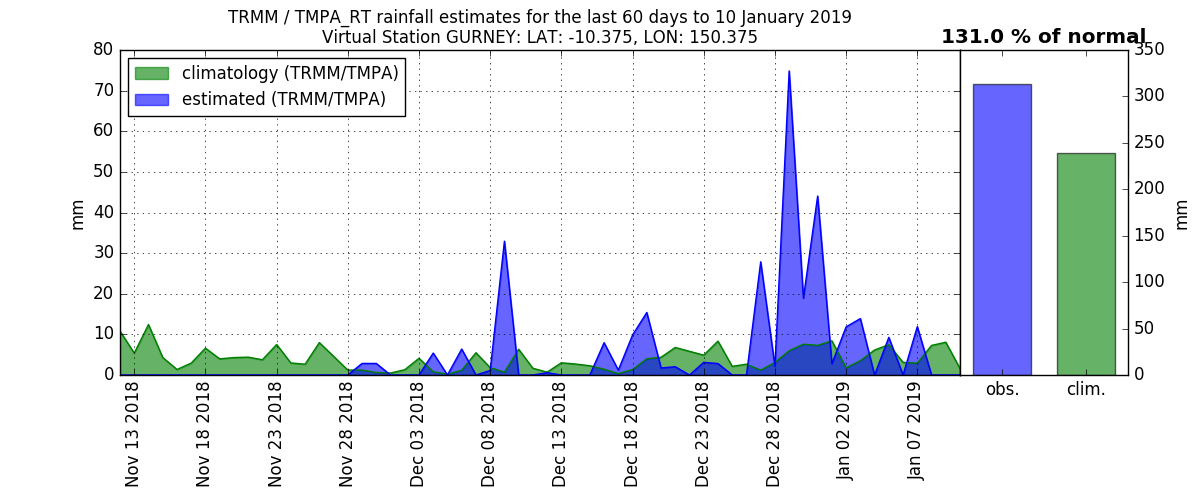 TRMM / TMPA_RT rainfall estimates for the last 60 days to 10 January 2019
Virtual Station GURNEY: LAT: -10.375, LON: 150.375
131.0 % of normal
climatology (TRMM/TMPA)
estimated (TRMM/TMPA)
mm
80
70
60
50
40
30
20
10
0
Nov 13 2018
Nov 18 2018
Nov 23 2018
Nov 28 2018
Dec 03 2018
Dec 08 2018
Dec 13 2018
Dec 18 2018
Dec 23 2018
Dec 28 2018
Jan 02 2019
Jan 07 2019
obs.
clim.
350
300
250
200
150
100
50
0
mm